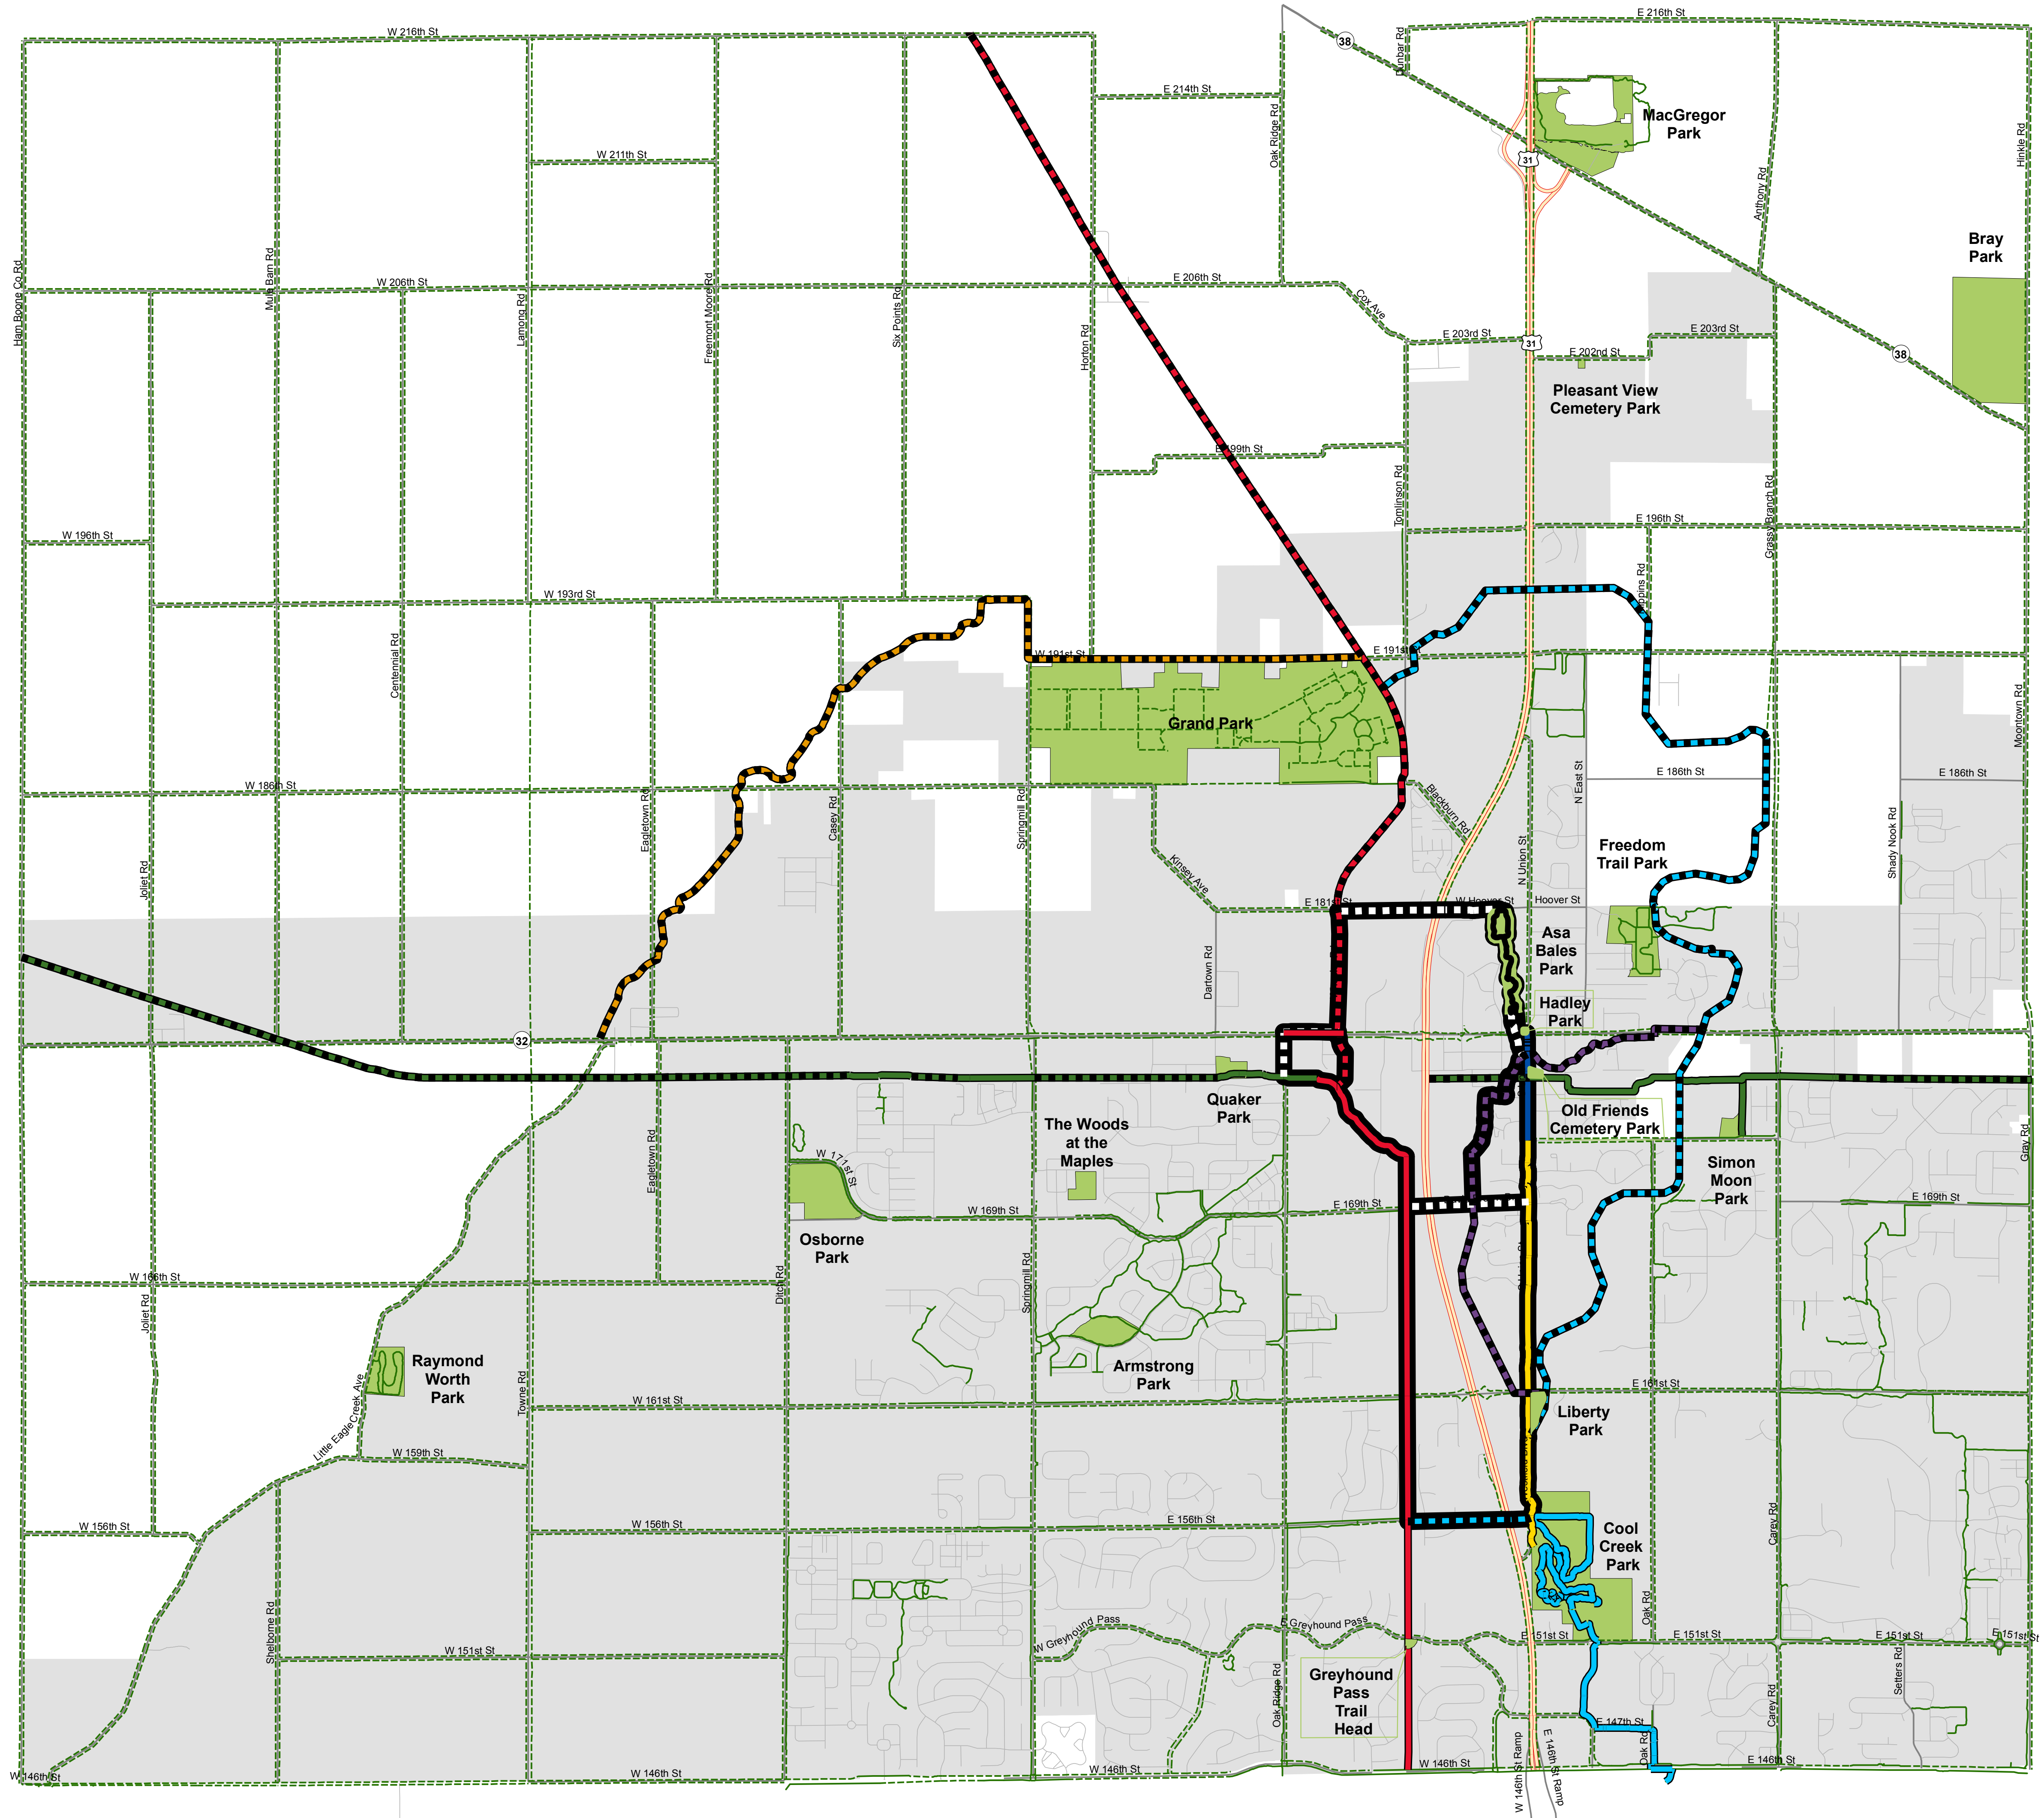 E 216th St
W 216th St
38
Dunbar Rd
E 214th St
MacGregor
Park
Oak Ridge Rd
W 211th St
31
Hinkle Rd
Anthony Rd
Bray
Park
Mule Barn Rd
Ham Boone Co Rd
W 206th St
Lamong Rd
Freemont Moore Rd
Six Points Rd
E 206th St
Horton Rd
Cox Ave
E 203rd St
31
E 203rd St
E 202nd St
38
Pleasant View
Cemetery Park
E 199th St
Tomlinson Rd
Grassy Branch Rd
E 196th St
W 196th St
W 193rd St
Centennial Rd
W 191st St
E 191st St
Moontown Rd
Grand Park
W 186th St
Joliet Rd
Eagletown Rd
Casey Rd
Springmill Rd
Kinsey Ave
Blackburn Rd
N Union St
N East St
E 186th St
E 186th St
Shady Nook Rd
Freedom
Trail Park
E 181st St
W Hoover St
Hoover St
Dartown Rd
Asa
Bales
Park
Hadley
Park
32
Quaker
Park
Old Friends
Cemetery Park
The Woods
at the
Maples
Eagletown Rd
W 171st St
Gray Rd
Simon
Moon
Park
W 169th St
E 169th St
E 169th St
Osborne
Park
W 166th St
Joliet Rd
Ditch Rd
Springmill Rd
Raymond
Worth
Park
Armstrong
Park
Towne Rd
Little Eagle Creek Ave
W 161st St
E 161st St
Liberty
Park
W 159th St
W 156th St
W 156th St
E 156th St
Carey Rd
Cool
Creek
Park
Shelborne Rd
W 151st St
W Greyhound Pass
E Greyhound Pass
Oak Rd
E 151st St
E 151st St
E 151st St
E 151st St
Greyhound
Pass
Trail
Head
Oak Ridge Rd
Setters Rd
Carey Rd
E 147th St
Oak Rd
W 146th St
W 146th St
W 146th St
W 146th St
W 146th St Ramp
E 146th St Ramp
E 146th St